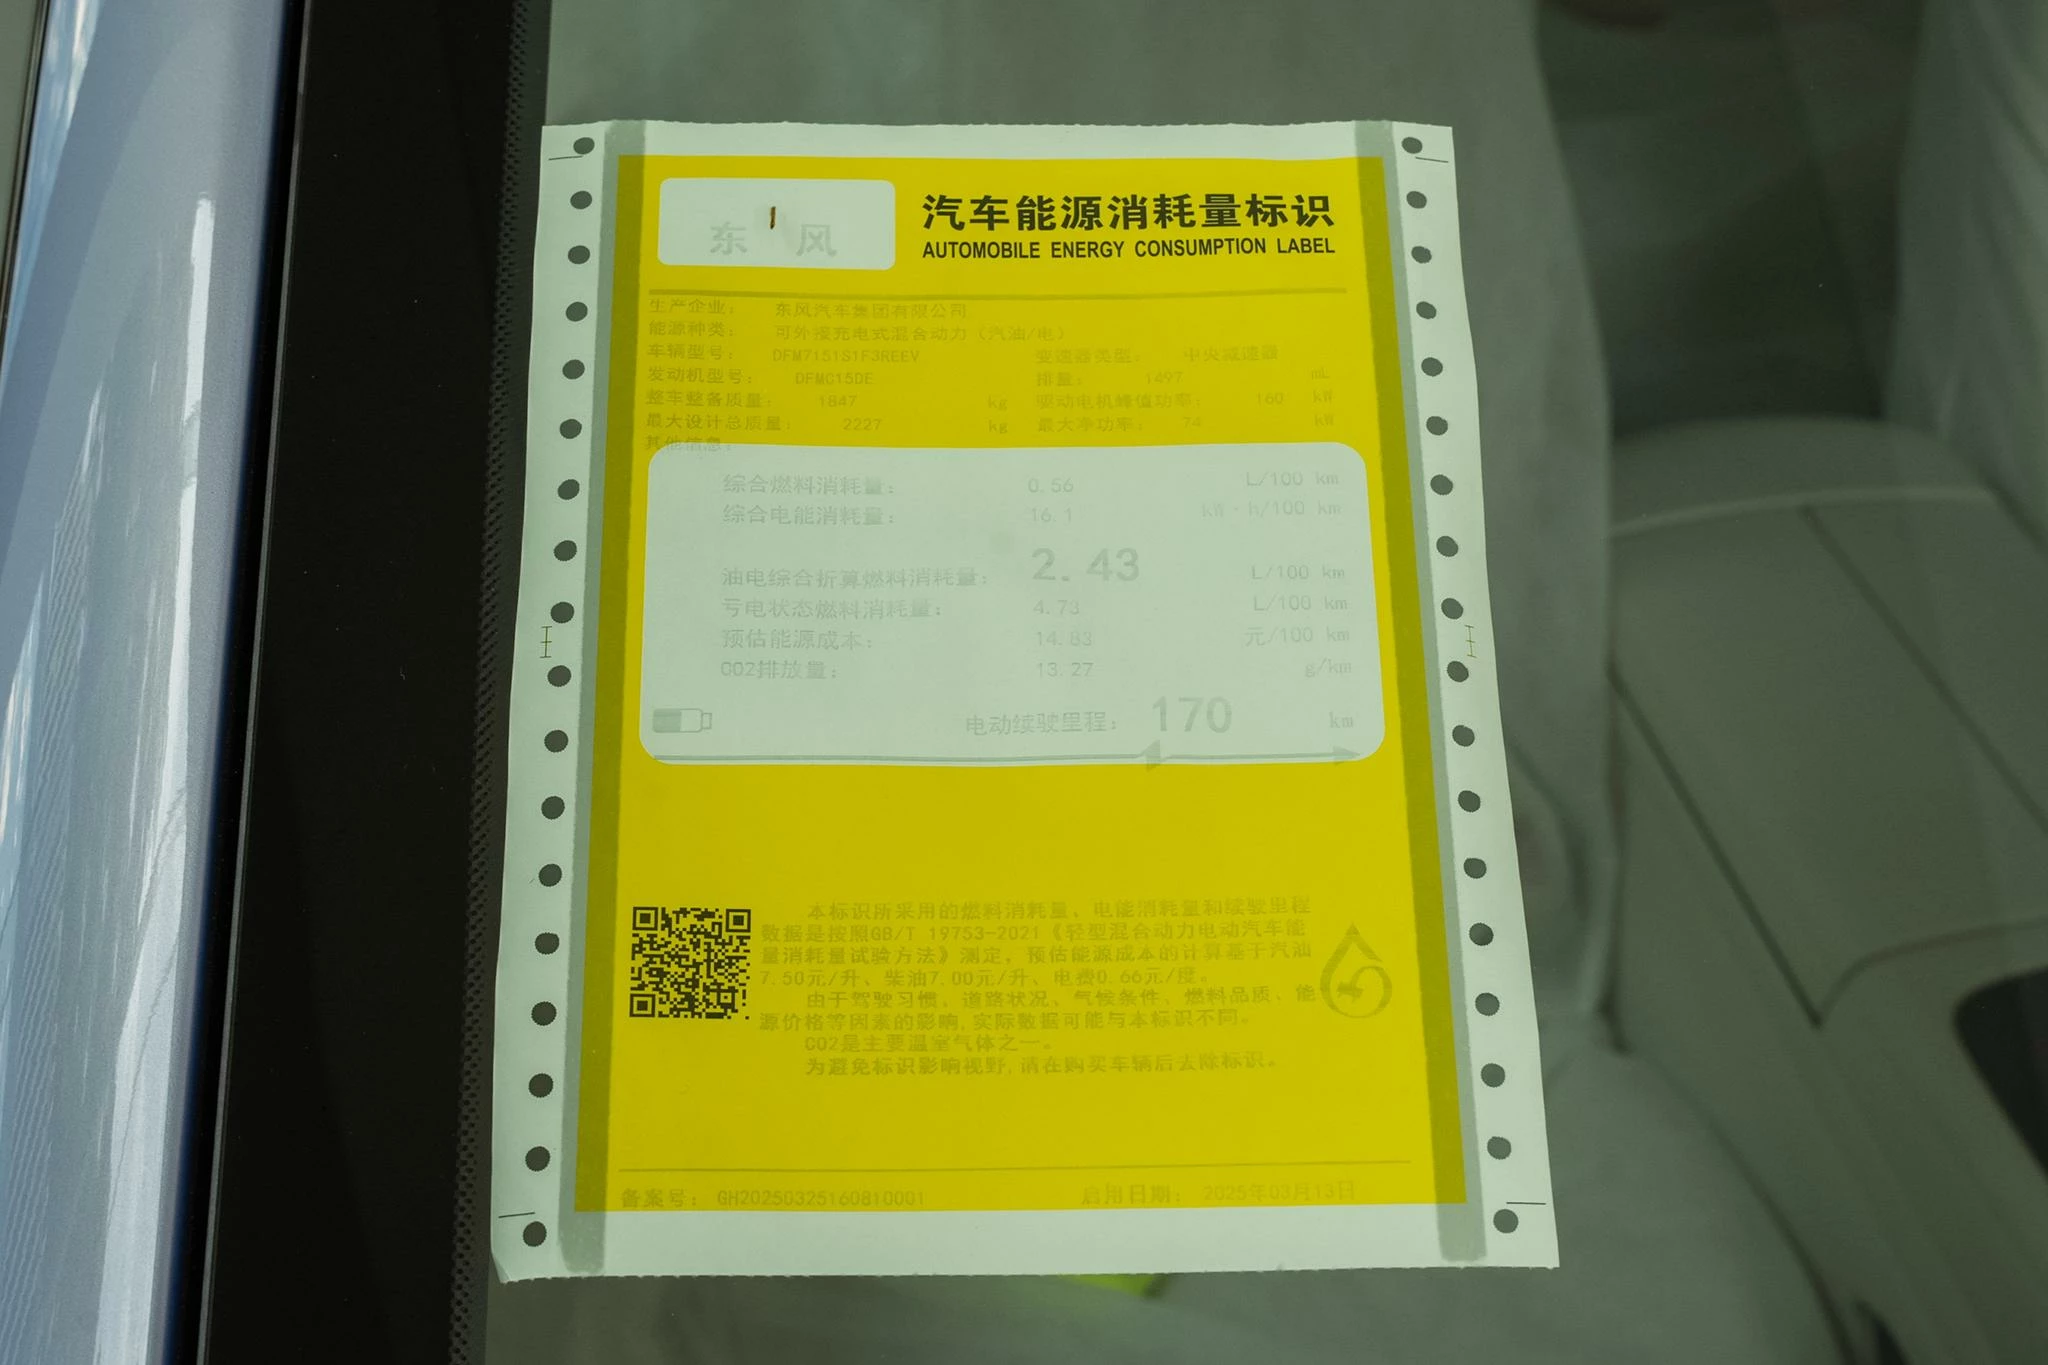 东 风
汽车能源消耗量标识
AUTOMOBILE ENERGY CONSUMPTION LABEL
生产企业： 东风汽车集团有限公司
能源种类： 可外接充电式混合动力（汽油/电）
车辆型号： DFM7151S1F3REEV 变速器类型： 中央减速器
发动机型号： DFMC15DE 排量： 1497 mL
整车整备质量： 1847 kg 驱动电机峰值功率： 160 kW
最大设计总质量： 2227 kg 最大净功率： 74 kW
其他信息：
综合燃料消耗量： 0.56 L/100 km
综合电能消耗量： 16.1 kW·h/100 km
油电综合折算燃料消耗量： 2.43 L/100 km
亏电状态燃料消耗量： 4.73 L/100 km
预估能源成本： 14.83 元/100 km
CO2排放量： 13.27 g/km
电动续驶里程： 170 km
本标识所采用的燃料消耗量、电能消耗量和续驶里程
数据是按照GB/T 19753-2021《轻型混合动力电动汽车能
量消耗量试验方法》测定，预估能源成本的计算基于汽油
7.50元/升、柴油7.00元/升、电费0.66元/度。
由于驾驶习惯、道路状况、气候条件、燃料品质、能
源价格等因素的影响,实际数据可能与本标识不同。
CO2是主要温室气体之一。
为避免标识影响视野,请在购买车辆后去除标识。
备案号： GH20250325160810001 启用日期： 2025年03月13日